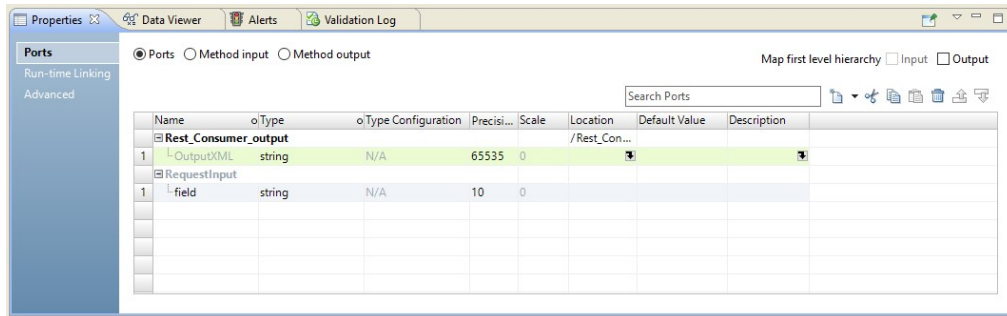 Properties Data Viewer Alerts Validation Log
Ports
Run-time Linking
Advanced
Ports Method input Method output
Map first level hierarchy Input Output
Search Ports
Name Type Type Configuration Precisi... Scale Location Default Value Description
Rest_Consumer_output /Rest_Con...
1 OutputXML string N/A 65535 0
RequestInput
1 field string N/A 10 0